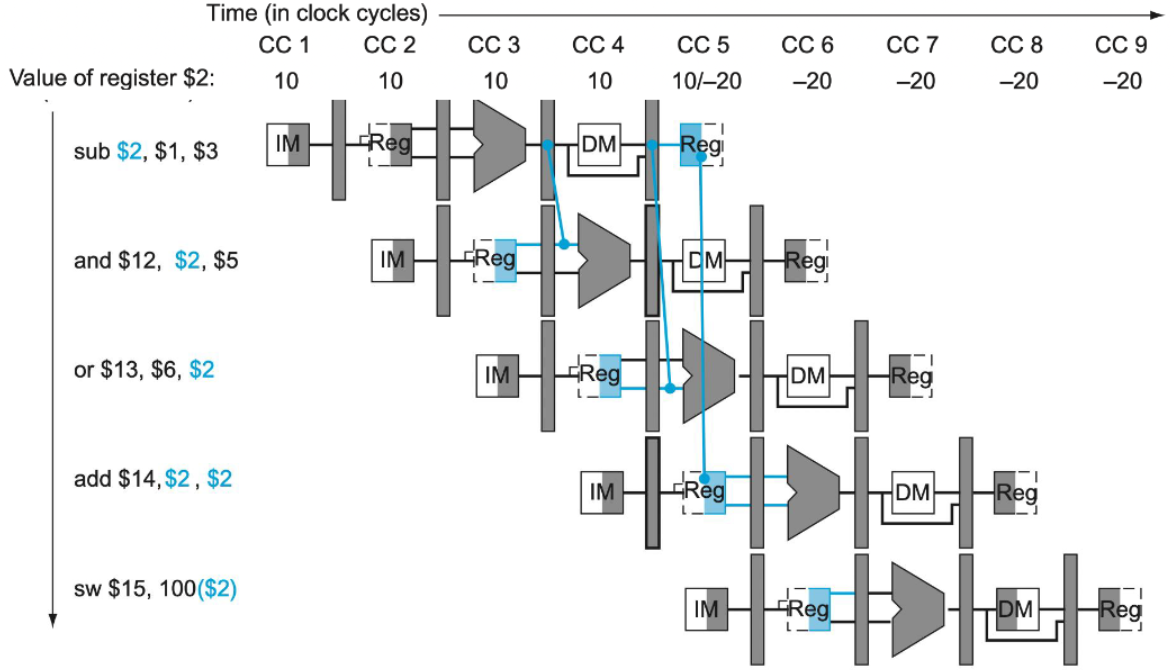 Time (in clock cycles)
CC 1 CC 2 CC 3 CC 4 CC 5 CC 6 CC 7 CC 8 CC 9
Value of register $2: 10 10 10 10 10/–20 –20 –20 –20 –20
sub $2, $1, $3 IM Reg DM Reg
and $12, $2, $5 IM Reg DM Reg
or $13, $6, $2 IM Reg DM Reg
add $14,$2 , $2 IM Reg DM Reg
sw $15, 100($2) IM Reg DM Reg